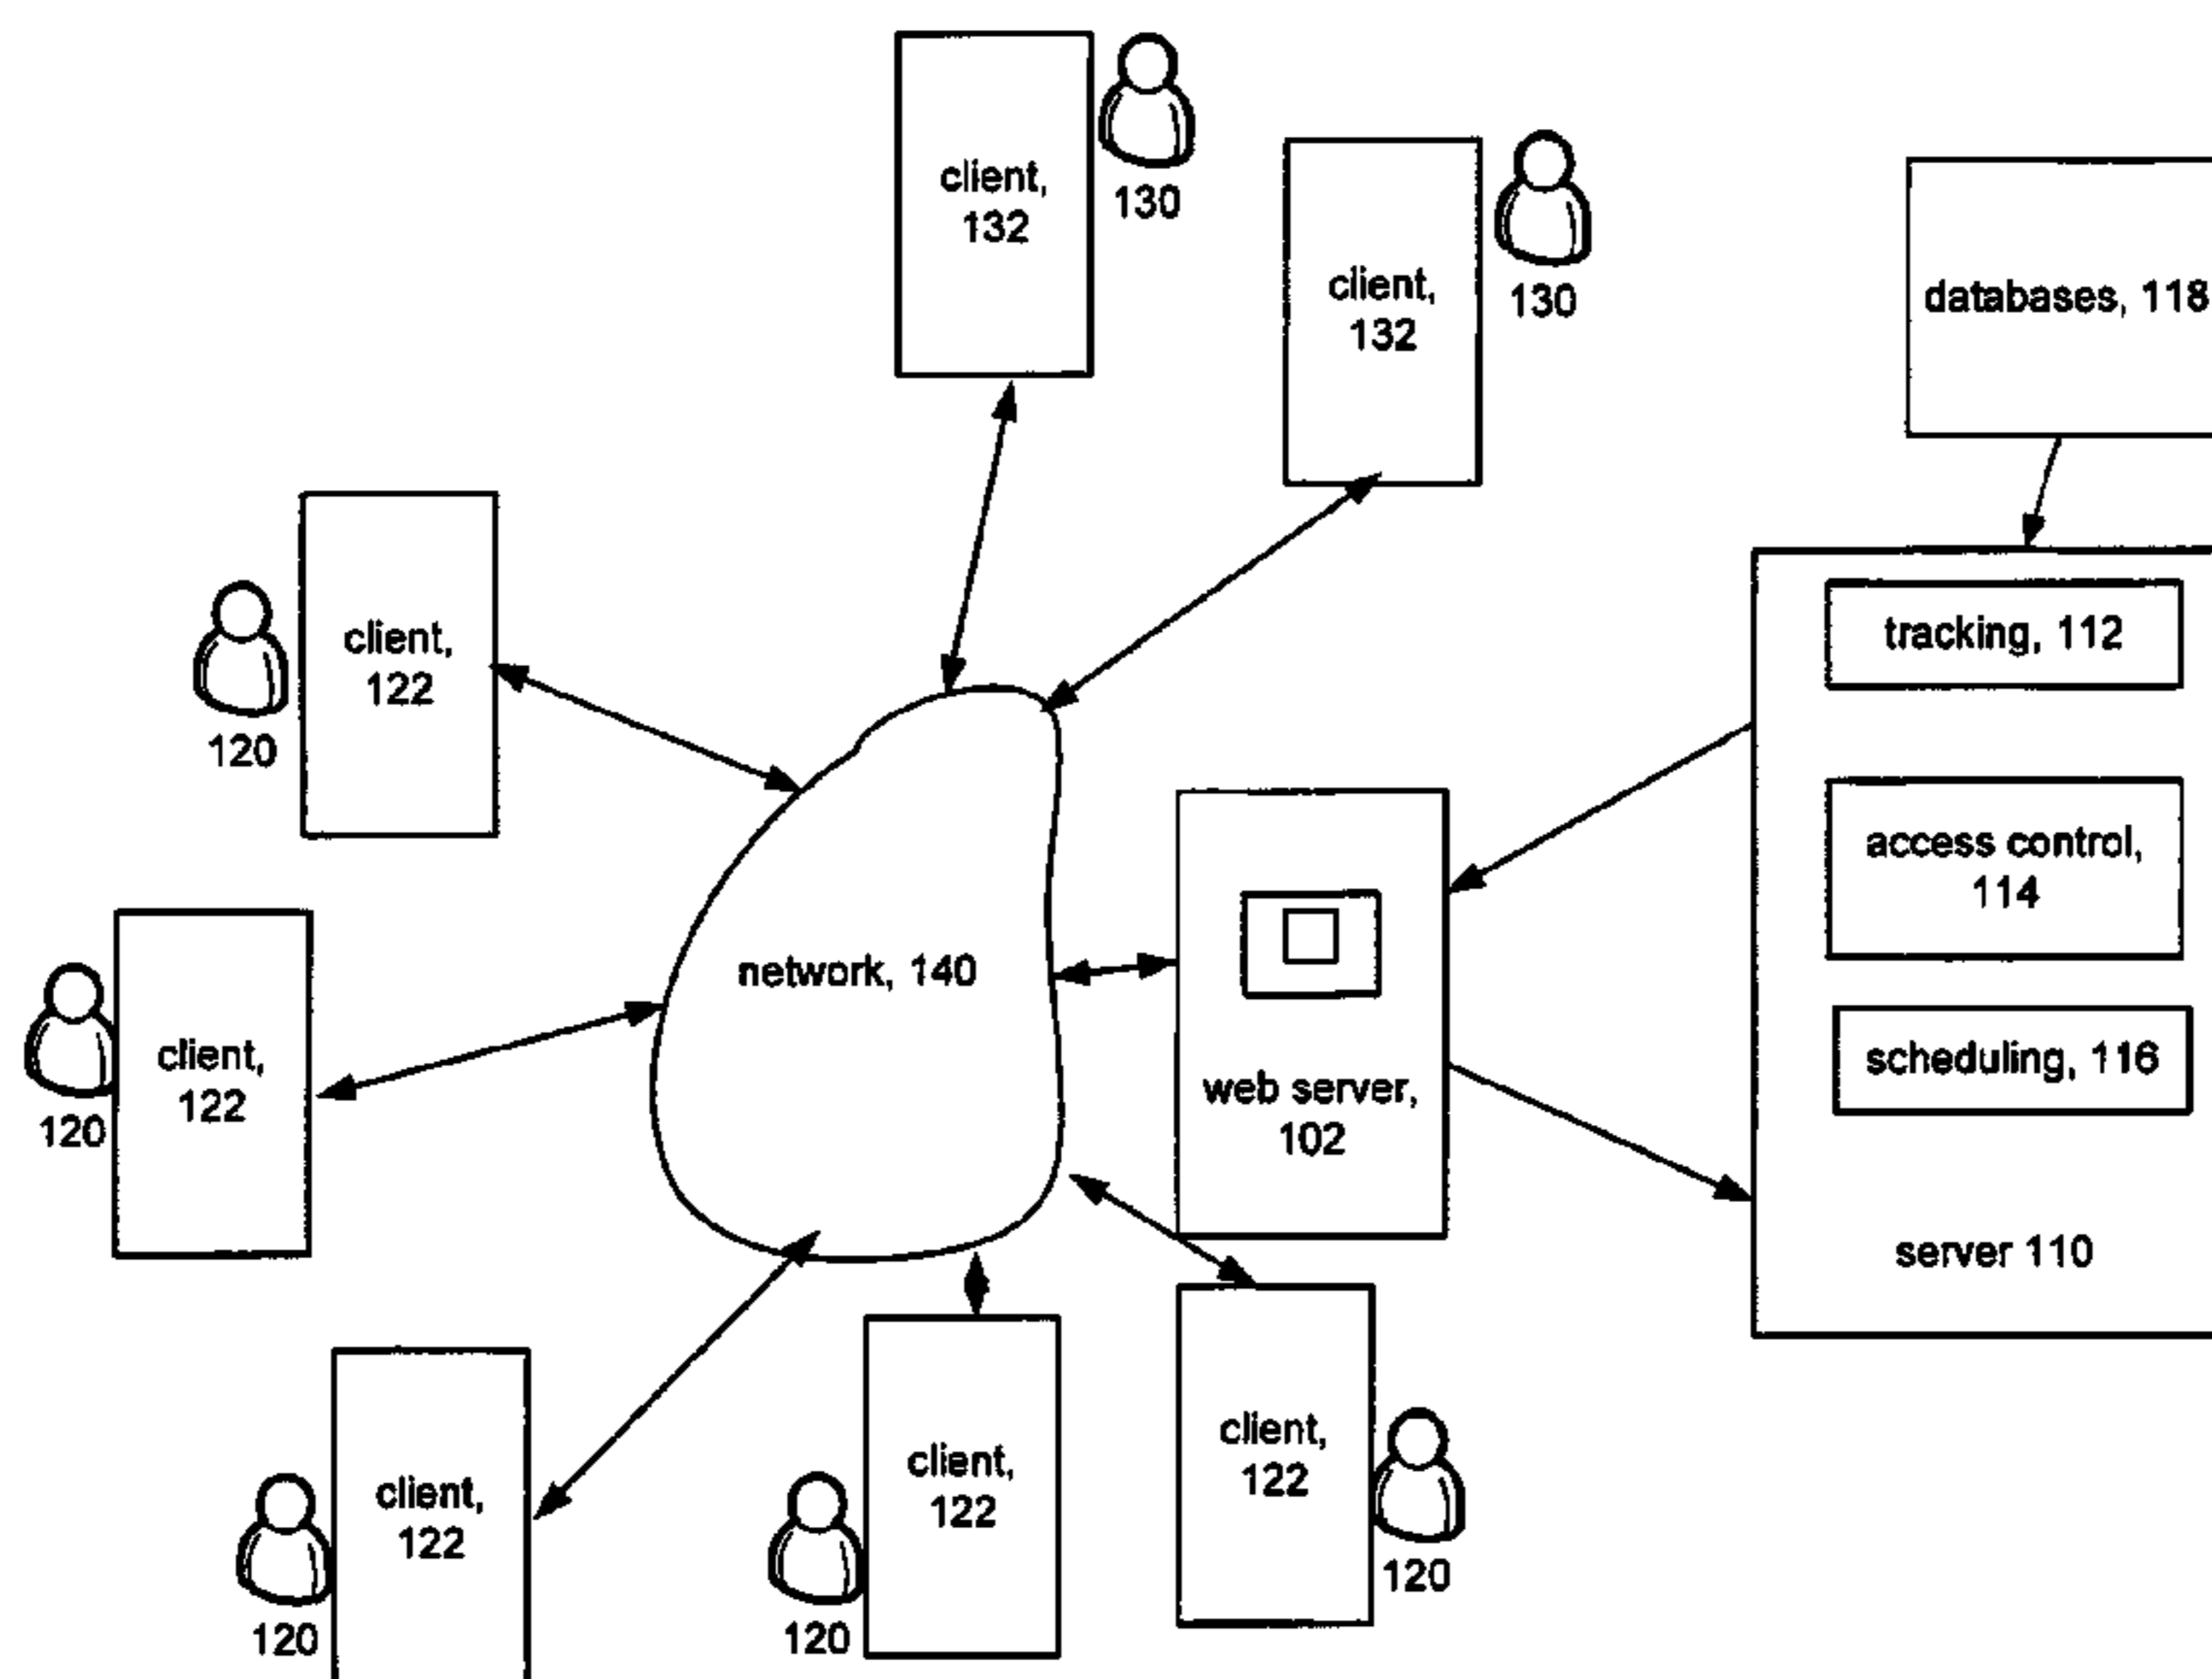 client,
132
130
client,
132
130
databases, 118
client,
122
120
tracking, 112
access control,
114
scheduling, 116
server 110
network, 140
web server,
102
client,
122
120
client,
122
120
client,
122
120
client,
122
120